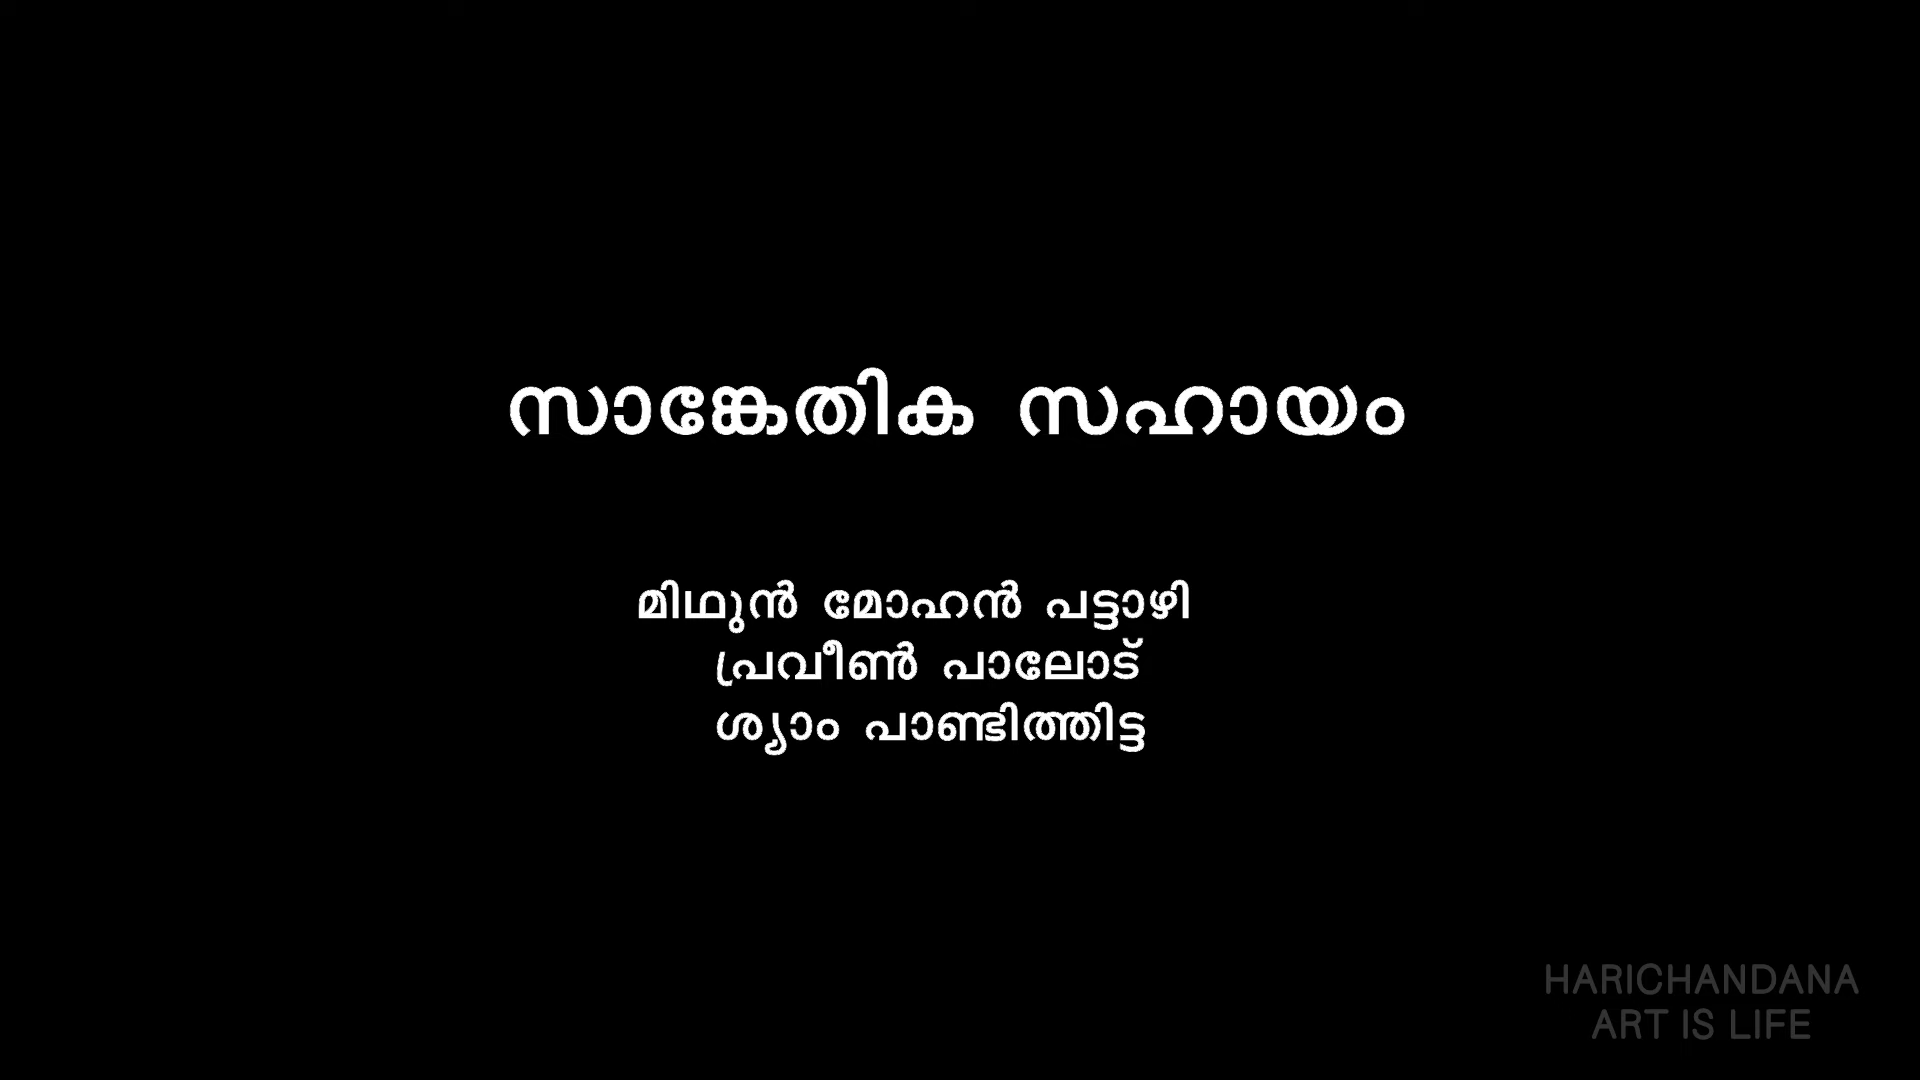 സാങ്കേതിക സഹായം
മിഥുൻ മോഹൻ പട്ടാഴി
പ്രവീൺ പാലോട്
ശ്യാം പാണ്ടിത്തിട്ട
HARICHANDANA
ART IS LIFE